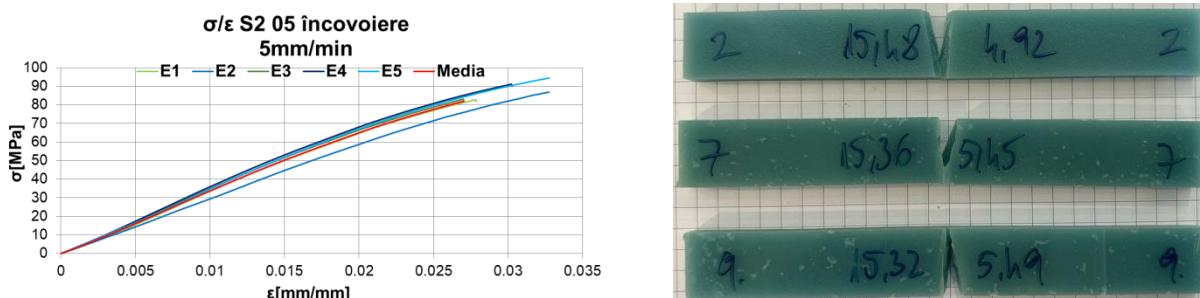 σ/ε S2 05 încovoiere
5mm/min
E1 E2 E3 E4 E5 Media
σ[MPa]
100
90
80
70
60
50
40
30
20
10
0
0 0.005 0.01 0.015 0.02 0.025 0.03 0.035
ε[mm/mm]
2 15,48 4,92 2
7 15,36 5,45 7
9. 15,32 5,49 9.